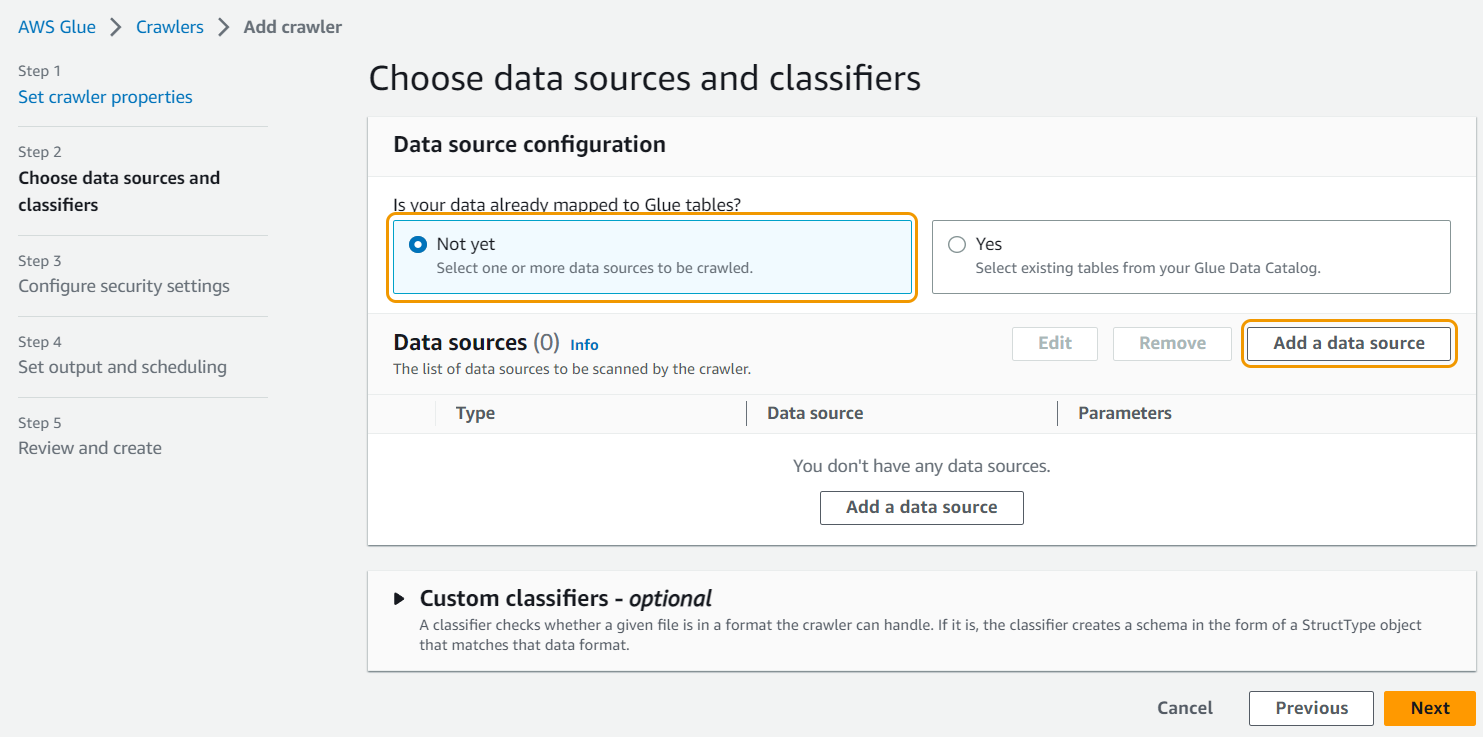 AWS Glue > Crawlers > Add crawler
Step 1
Set crawler properties
Step 2
Choose data sources and
classifiers
Step 3
Configure security settings
Step 4
Set output and scheduling
Step 5
Review and create
Choose data sources and classifiers
Data source configuration
Is your data already mapped to Glue tables?
Not yet
Select one or more data sources to be crawled.
Yes
Select existing tables from your Glue Data Catalog.
Data sources (0) Info
The list of data sources to be scanned by the crawler.
Edit
Remove
Add a data source
Type
Data source
Parameters
You don't have any data sources.
Add a data source
Custom classifiers - optional
A classifier checks whether a given file is in a format the crawler can handle. If it is, the classifier creates a schema in the form of a StructType object
that matches that data format.
Cancel
Previous
Next